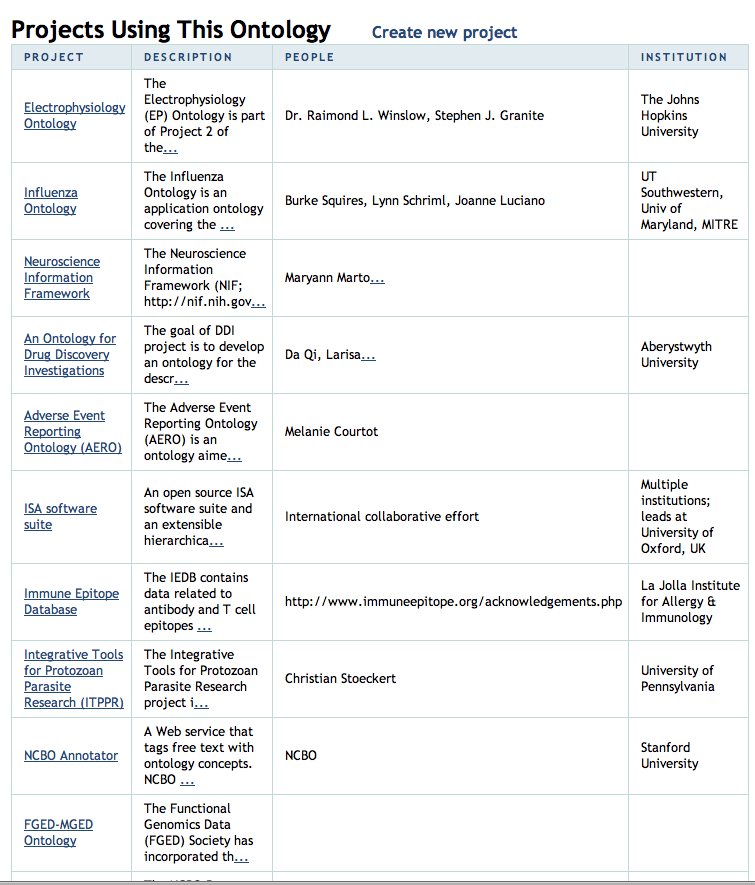 Projects Using This Ontology Create new project
PROJECT DESCRIPTION PEOPLE INSTITUTION
Electrophysiology
Ontology
The
Electrophysiology
(EP) Ontology is part
of Project 2 of
the...
Dr. Raimond L. Winslow, Stephen J. Granite
The Johns
Hopkins
University
Influenza
Ontology
The Influenza
Ontology is an
application ontology
covering the ...
Burke Squires, Lynn Schriml, Joanne Luciano
UT
Southwestern,
Univ of
Maryland, MITRE
Neuroscience
Information
Framework
The Neuroscience
Information
Framework (NIF;
http://nif.nih.gov...
Maryann Marto...
An Ontology for
Drug Discovery
Investigations
The goal of DDI
project is to develop
an ontology for the
descr...
Da Qi, Larisa...
Aberystwyth
University
Adverse Event
Reporting
Ontology (AERO)
The Adverse Event
Reporting Ontology
(AERO) is an
ontology aime...
Melanie Courtot
ISA software
suite
An open source ISA
software suite and
an extensible
hierarchica...
International collaborative effort
Multiple
institutions;
leads at
University of
Oxford, UK
Immune Epitope
Database
The IEDB contains
data related to
antibody and T cell
epitopes ...
http://www.immuneepitope.org/acknowledgements.php
La Jolla Institute
for Allergy &
Immunology
Integrative Tools
for Protozoan
Parasite
Research (ITPPR)
The Integrative
Tools for Protozoan
Parasite Research
project i...
Christian Stoeckert
University of
Pennsylvania
NCBO Annotator
A Web service that
tags free text with
ontology concepts.
NCBO ...
NCBO
Stanford
University
FGED-MGED
Ontology
The Functional
Genomics Data
(FGED) Society has
incorporated th...